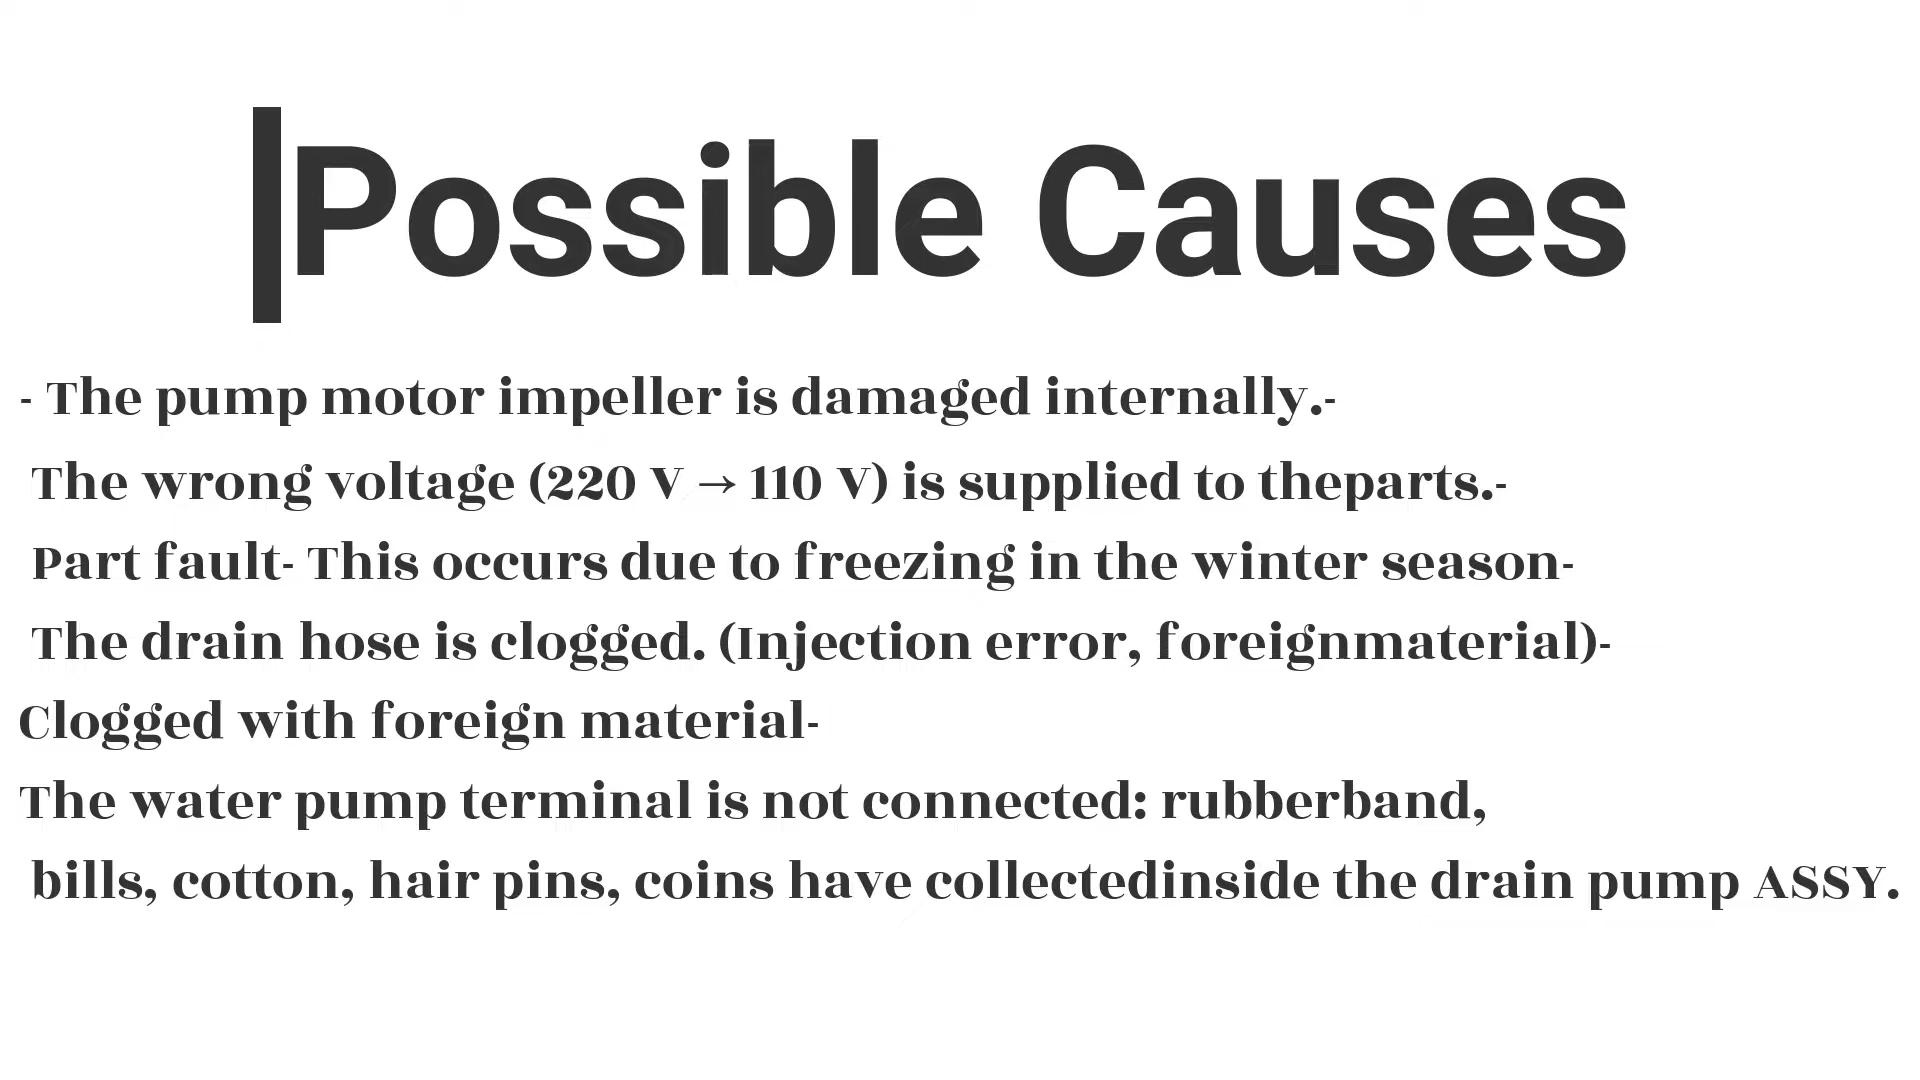 Possible Causes
- The pump motor impeller is damaged internally.-
The wrong voltage (220 V → 110 V) is supplied to theparts.-
Part fault- This occurs due to freezing in the winter season-
The drain hose is clogged. (Injection error, foreignmaterial)-
Clogged with foreign material-
The water pump terminal is not connected: rubberband,
bills, cotton, hair pins, coins have collectedinside the drain pump ASSY.